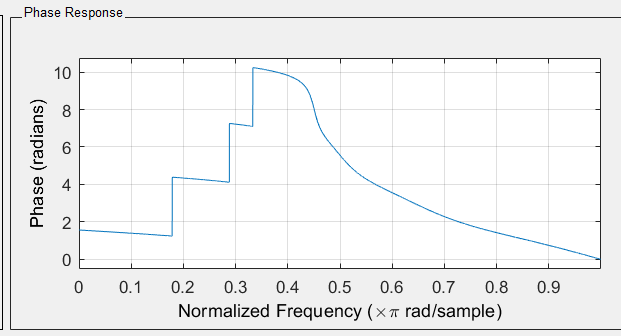 Phase Response
10
8
6
4
2
0
Phase (radians)
0 0.1 0.2 0.3 0.4 0.5 0.6 0.7 0.8 0.9
Normalized Frequency (×π rad/sample)